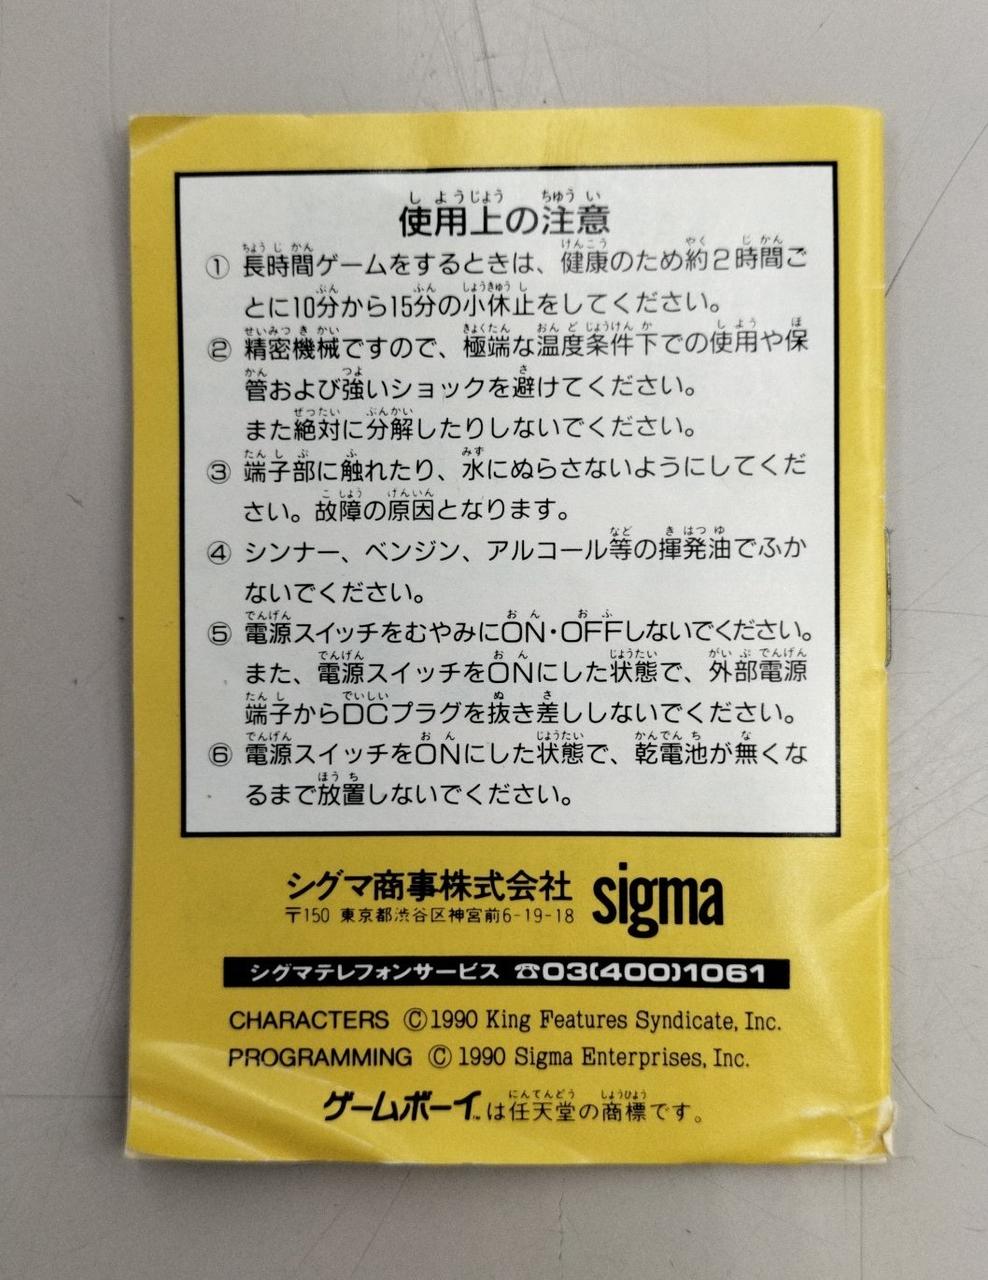 使用上の注意
① 長時間ゲームをするときは、健康のため約2時間ご
とに10分から15分の小休止をしてください。
② 精密機械ですので、極端な温度条件下での使用や保
管および強いショックを避けてください。
また絶対に分解したりしないでください。
③ 端子部に触れたり、水にぬらさないようにしてくだ
さい。故障の原因となります。
④ シンナー、ベンジン、アルコール等の揮発油でふか
ないでください。
⑤ 電源スイッチをむやみにON・OFFしないでください。
また、電源スイッチをONにした状態で、外部電源
端子からDCプラグを抜き差ししないでください。
⑥ 電源スイッチをONにした状態で、乾電池が無くな
るまで放置しないでください。
シグマ商事株式会社 sigma
〒150 東京都渋谷区神宮前6-19-18
シグマテレフォンサービス ☎03(400)1061
CHARACTERS ©1990 King Features Syndicate, Inc.
PROGRAMMING ©1990 Sigma Enterprises, Inc.
ゲームボーイ™は任天堂の商標です。